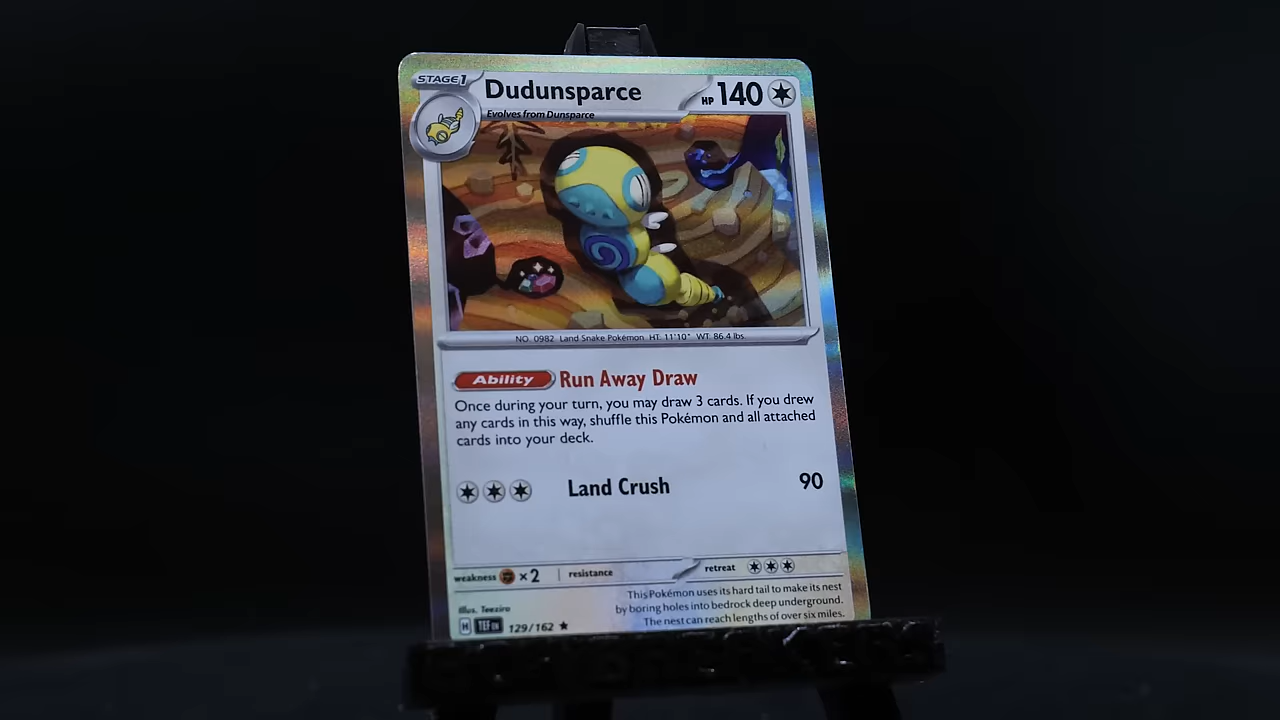 STAGE 1
Dudunsparce
HP 140
Evolves from Dunsparce
NO. 0982 Land Snake Pokémon HT: 11'10" WT: 86.4 lbs.
Ability Run Away Draw
Once during your turn, you may draw 3 cards. If you drew
any cards in this way, shuffle this Pokémon and all attached
cards into your deck.
Land Crush 90
weakness ×2 resistance retreat
This Pokémon uses its hard tail to make its nest
by boring holes into bedrock deep underground.
The nest can reach lengths of over six miles.
Illus. Teeziro
H TEF EN 129/162